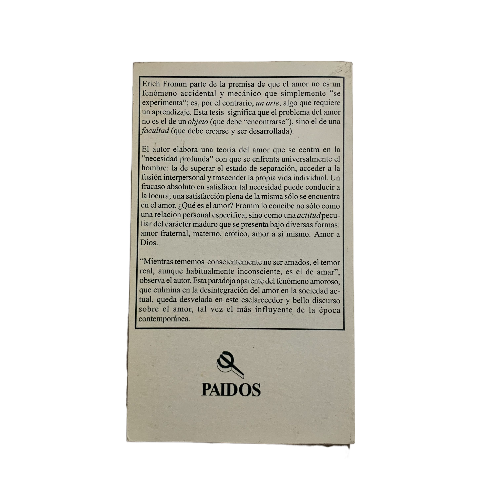 Erich Fromm parte de la premisa de que el amor no es un
fenómeno accidental y mecánico que simplemente "se
experimenta"; es, por el contrario, un arte, algo que requiere
un aprendizaje. Esta tesis significa que el problema del amor
no es el de un objeto (que debe "encontrarse"), sino el de una
facultad (que debe crearse y ser desarrollada).
El autor elabora una teoría del amor que se centra en la
"necesidad profunda" con que se enfrenta universalmente el
hombre: la de superar el estado de separación, acceder a la
fusión interpersonal y trascender la propia vida individual. Un
fracaso absoluto en satisfacer tal necesidad puede conducir a
la locura, una satisfacción plena de la misma sólo se encuentra
en el amor. ¿Qué es el amor? Fromm lo concibe no sólo como
una relación personal específica, sino como una actitud pecu-
liar del carácter maduro que se presenta bajo diversas formas:
amor fraternal, materno, erótico, amor a sí mismo. Amor a
Dios.
"Mientras tememos conscientemente no ser amados, el temor
real, aunque habitualmente inconsciente, es el de amar",
observa el autor. Esta paradoja aparente del fenómeno amoroso,
que culmina en la desintegración del amor en la sociedad ac-
tual, queda desvelada en este esclarecedor y bello discurso
sobre el amor, tal vez el más influyente de la época
contemporánea.
PAIDOS